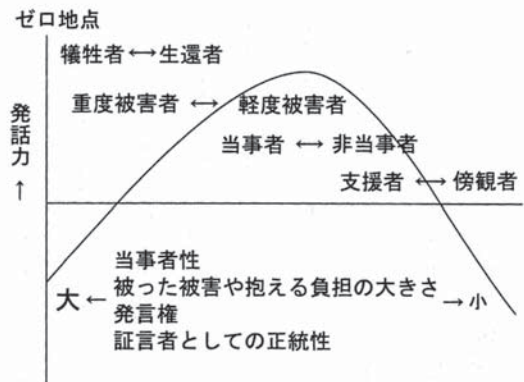 ゼロ地点
犠牲者↔生還者
重度被害者 ↔ 軽度被害者
当事者 ↔ 非当事者
支援者 ↔ 傍観者
発話力→
当事者性
被った被害や抱える負担の大きさ
大 ← → 小
発言権
証言者としての正統性